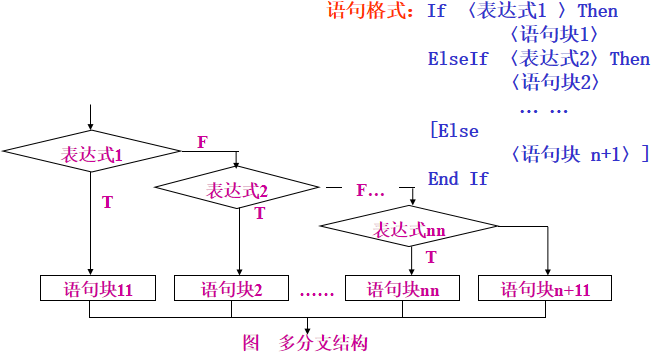 语句格式：If 〈表达式1 〉Then
〈语句块1〉
ElseIf 〈表达式2〉Then
〈语句块2〉
… …
[Else
〈语句块 n+1〉]
End If
表达式1
F
T
表达式2
F…
T
表达式nn
T
语句块11
语句块2
……
语句块nn
语句块n+11
图 多分支结构